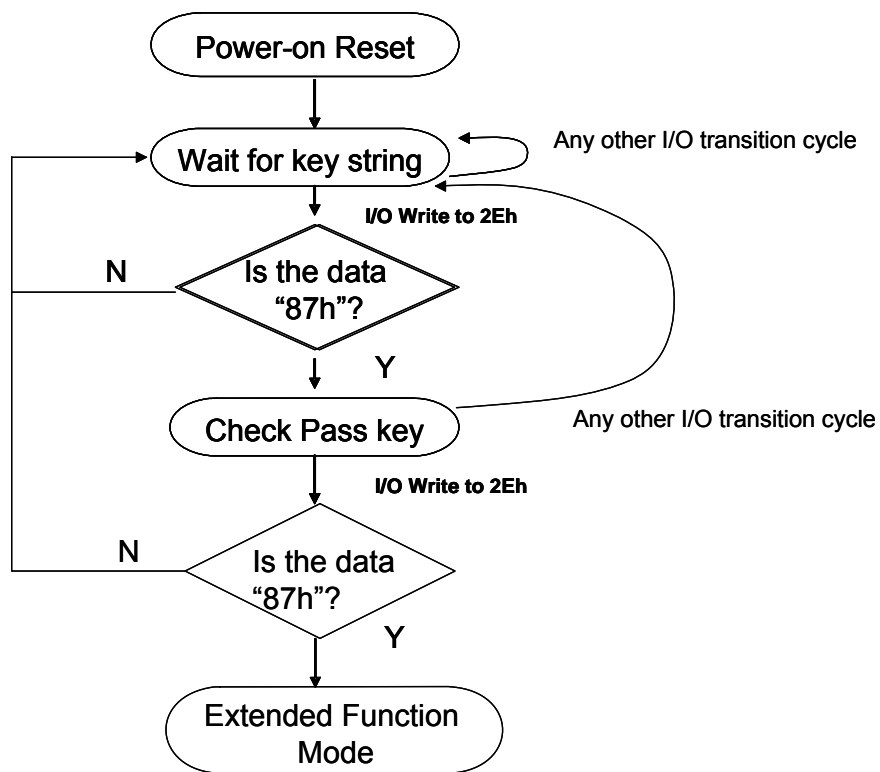 Power-on Reset
Wait for key string
Any other I/O transition cycle
I/O Write to 2Eh
Is the data
“87h”?
N
Y
Check Pass key
Any other I/O transition cycle
I/O Write to 2Eh
Is the data
“87h”?
N
Y
Extended Function
Mode